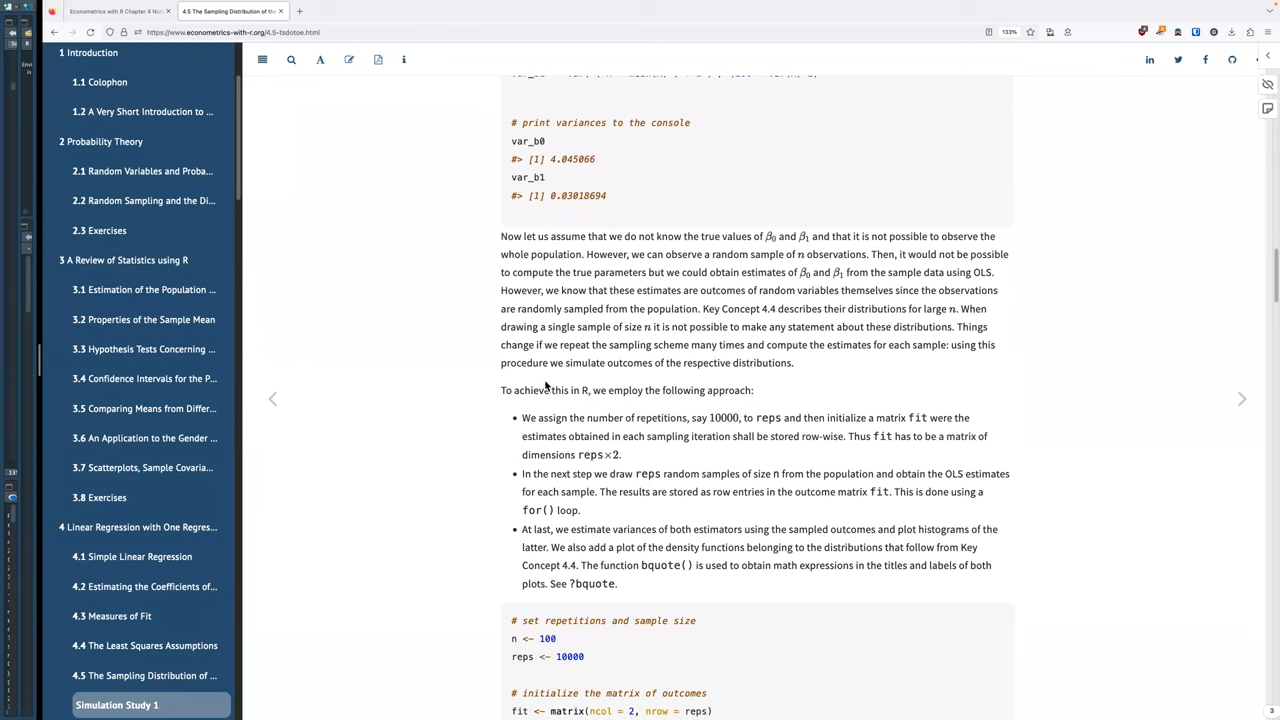 Econometrics with R Chapter 4 Not
4.5 The Sampling Distribution of the
https://www.econometrics-with-r.org/4.5-tsdotoe.html
133%
1 Introduction
1.1 Colophon
1.2 A Very Short Introduction to ...
2 Probability Theory
2.1 Random Variables and Proba...
2.2 Random Sampling and the Di...
2.3 Exercises
3 A Review of Statistics using R
3.1 Estimation of the Population ...
3.2 Properties of the Sample Mean
3.3 Hypothesis Tests Concerning ...
3.4 Confidence Intervals for the P...
3.5 Comparing Means from Differ...
3.6 An Application to the Gender ...
3.7 Scatterplots, Sample Covaria...
3.8 Exercises
4 Linear Regression with One Regres...
4.1 Simple Linear Regression
4.2 Estimating the Coefficients of...
4.3 Measures of Fit
4.4 The Least Squares Assumptions
4.5 The Sampling Distribution of ...
Simulation Study 1
# print variances to the console
var_b0
#> [1] 4.045066
var_b1
#> [1] 0.03018694
Now let us assume that we do not know the true values of β0 and β1 and that it is not possible to observe the
whole population. However, we can observe a random sample of n observations. Then, it would not be possible
to compute the true parameters but we could obtain estimates of β0 and β1 from the sample data using OLS.
However, we know that these estimates are outcomes of random variables themselves since the observations
are randomly sampled from the population. Key Concept 4.4 describes their distributions for large n. When
drawing a single sample of size n it is not possible to make any statement about these distributions. Things
change if we repeat the sampling scheme many times and compute the estimates for each sample: using this
procedure we simulate outcomes of the respective distributions.
To achieve this in R, we employ the following approach:
• We assign the number of repetitions, say 10000, to reps and then initialize a matrix fit were the
estimates obtained in each sampling iteration shall be stored row-wise. Thus fit has to be a matrix of
dimensions reps×2.
• In the next step we draw reps random samples of size n from the population and obtain the OLS estimates
for each sample. The results are stored as row entries in the outcome matrix fit. This is done using a
for() loop.
• At last, we estimate variances of both estimators using the sampled outcomes and plot histograms of the
latter. We also add a plot of the density functions belonging to the distributions that follow from Key
Concept 4.4. The function bquote() is used to obtain math expressions in the titles and labels of both
plots. See ?bquote.
# set repetitions and sample size
n <- 100
reps <- 10000
# initialize the matrix of outcomes
fit <- matrix(ncol = 2, nrow = reps)
3